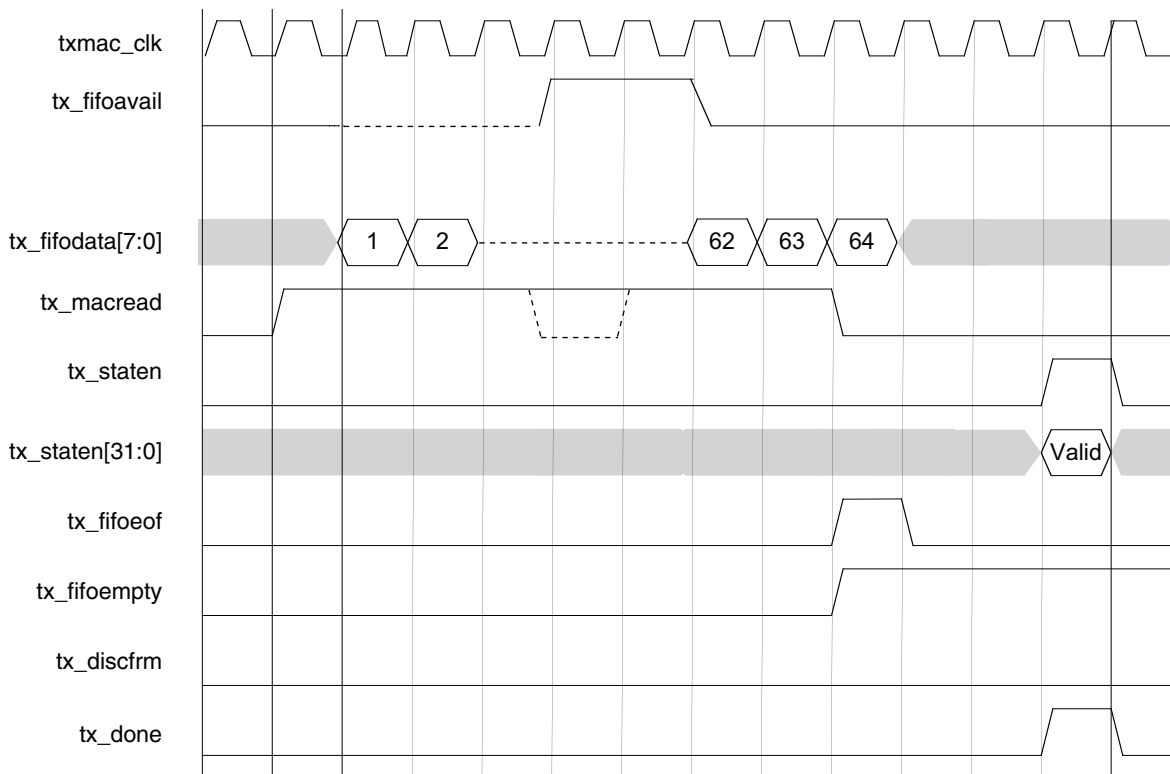 txmac_clk
tx_fifoavail
tx_fifodata[7:0] 1 2 62 63 64
tx_macread
tx_staten
tx_staten[31:0] Valid
tx_fifoeof
tx_fifoempty
tx_discfrm
tx_done